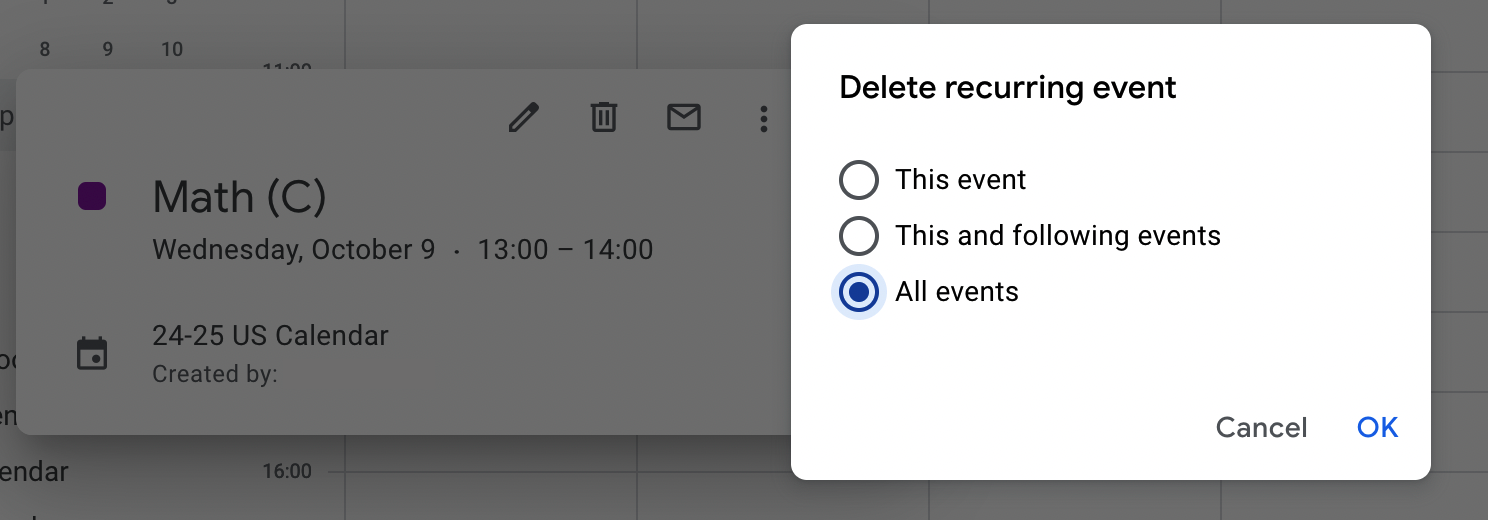 8 9 10
11:00
Math (C)
Wednesday, October 9 · 13:00 – 14:00
24-25 US Calendar
Created by:
endar
16:00
Delete recurring event
This event
This and following events
All events
Cancel
OK